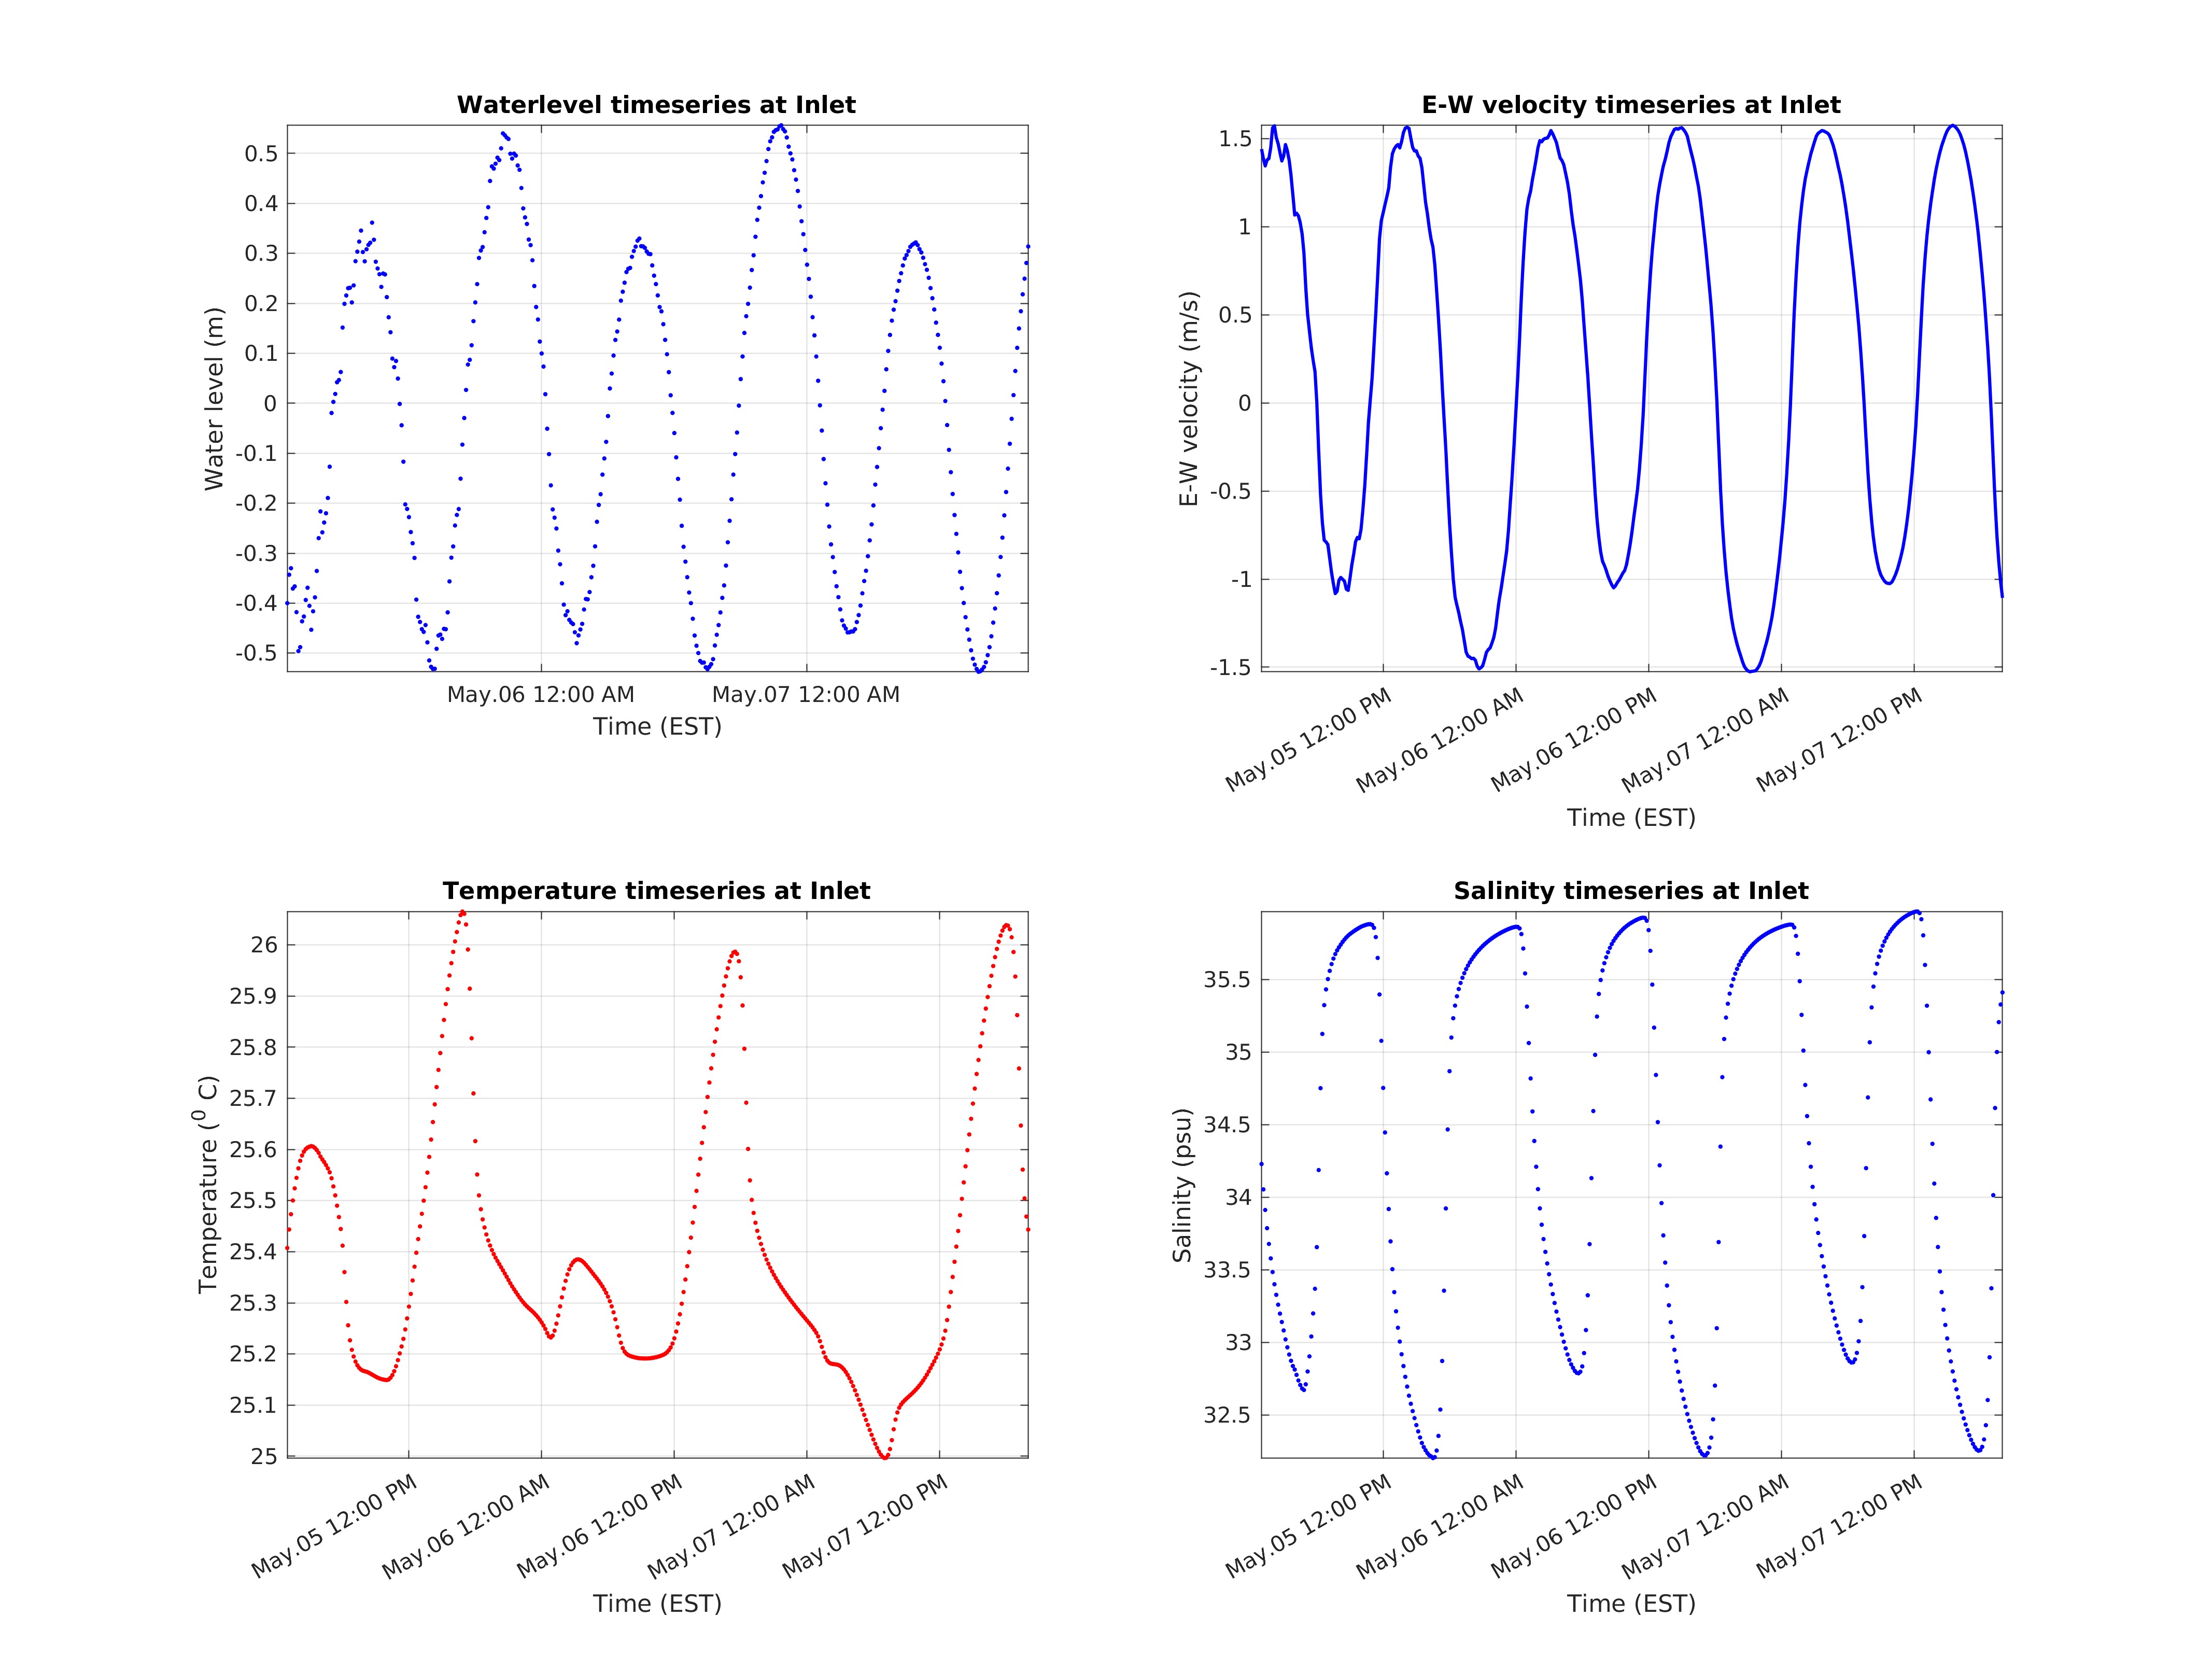 Waterlevel timeseries at Inlet
0.5
0.4
0.3
0.2
0.1
0
-0.1
-0.2
-0.3
-0.4
-0.5
Water level (m)
May.06 12:00 AM
May.07 12:00 AM
Time (EST)
E-W velocity timeseries at Inlet
1.5
1
0.5
0
-0.5
-1
-1.5
E-W velocity (m/s)
May.05 12:00 PM
May.06 12:00 AM
May.06 12:00 PM
May.07 12:00 AM
May.07 12:00 PM
Time (EST)
Temperature timeseries at Inlet
26
25.9
25.8
25.7
25.6
25.5
25.4
25.3
25.2
25.1
25
Temperature (⁰ C)
May.05 12:00 PM
May.06 12:00 AM
May.06 12:00 PM
May.07 12:00 AM
May.07 12:00 PM
Time (EST)
Salinity timeseries at Inlet
35.5
35
34.5
34
33.5
33
32.5
Salinity (psu)
May.05 12:00 PM
May.06 12:00 AM
May.06 12:00 PM
May.07 12:00 AM
May.07 12:00 PM
Time (EST)